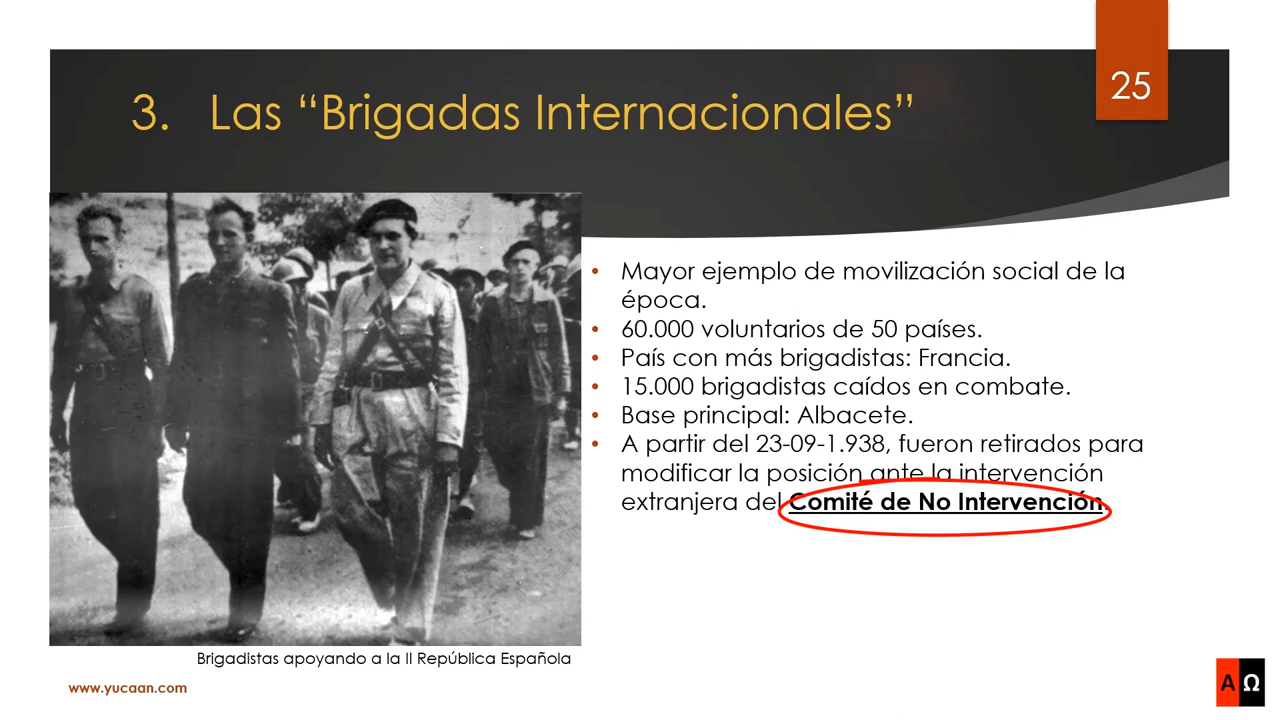 25
3. Las “Brigadas Internacionales”
• Mayor ejemplo de movilización social de la
época.
• 60.000 voluntarios de 50 países.
• País con más brigadistas: Francia.
• 15.000 brigadistas caídos en combate.
• Base principal: Albacete.
• A partir del 23-09-1.938, fueron retirados para
modificar la posición ante la intervención
extranjera del Comité de No Intervención.
Brigadistas apoyando a la II República Española
www.yucaan.com
ΑΩ